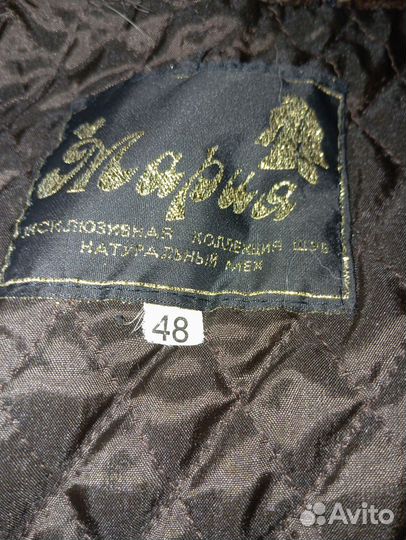 Мария
ЭКСКЛЮЗИВНАЯ КОЛЛЕКЦИЯ ШУБ
НАТУРАЛЬНЫЙ МЕХ
48
Avito